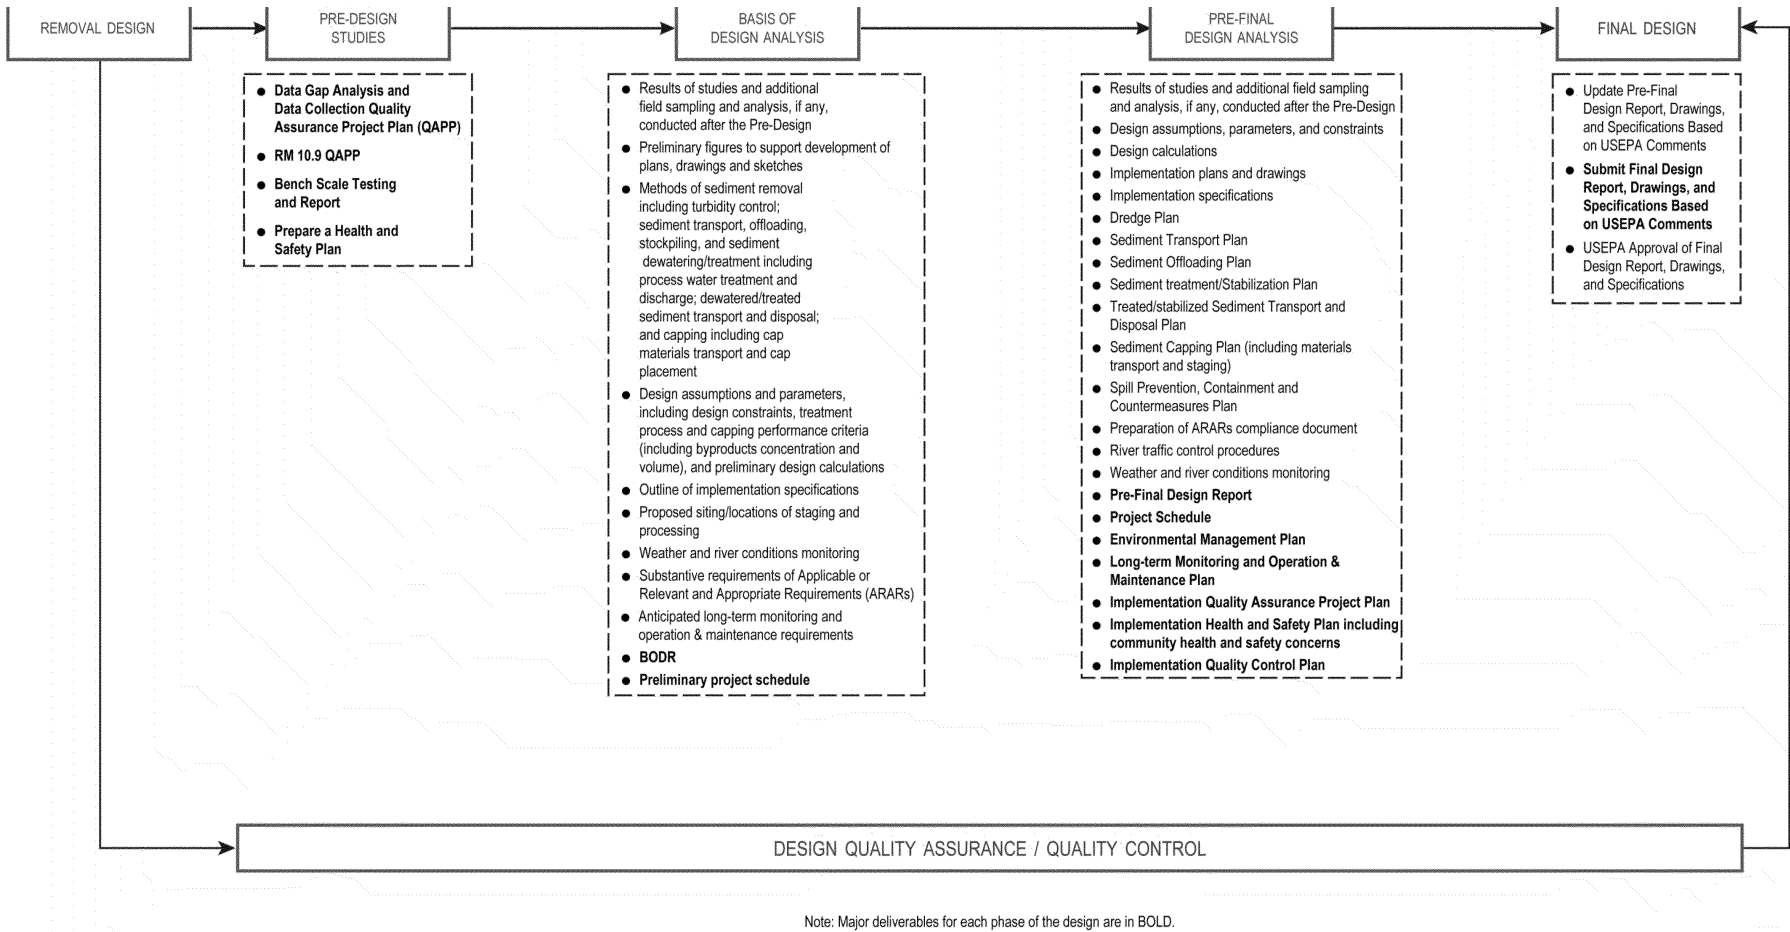 REMOVAL DESIGN
PRE-DESIGN
STUDIES
BASIS OF
DESIGN ANALYSIS
PRE-FINAL
DESIGN ANALYSIS
FINAL DESIGN
● Data Gap Analysis and
Data Collection Quality
Assurance Project Plan (QAPP)
● RM 10.9 QAPP
● Bench Scale Testing
and Report
● Prepare a Health and
Safety Plan
● Results of studies and additional
field sampling and analysis, if any,
conducted after the Pre-Design
● Preliminary figures to support development of
plans, drawings and sketches
● Methods of sediment removal
including turbidity control;
sediment transport, offloading,
stockpiling, and sediment
dewatering/treatment including
process water treatment and
discharge; dewatered/treated
sediment transport and disposal;
and capping including cap
materials transport and cap
placement
● Design assumptions and parameters,
including design constraints, treatment
process and capping performance criteria
(including byproducts concentration and
volume), and preliminary design calculations
● Outline of implementation specifications
● Proposed siting/locations of staging and
processing
● Weather and river conditions monitoring
● Substantive requirements of Applicable or
Relevant and Appropriate Requirements (ARARs)
● Anticipated long-term monitoring and
operation & maintenance requirements
● BODR
● Preliminary project schedule
● Results of studies and additional field sampling
and analysis, if any, conducted after the Pre-Design
● Design assumptions, parameters, and constraints
● Design calculations
● Implementation plans and drawings
● Implementation specifications
● Dredge Plan
● Sediment Transport Plan
● Sediment Offloading Plan
● Sediment treatment/Stabilization Plan
● Treated/stabilized Sediment Transport and
Disposal Plan
● Sediment Capping Plan (including materials
transport and staging)
● Spill Prevention, Containment and
Countermeasures Plan
● Preparation of ARARs compliance document
● River traffic control procedures
● Weather and river conditions monitoring
● Pre-Final Design Report
● Project Schedule
● Environmental Management Plan
● Long-term Monitoring and Operation &
Maintenance Plan
● Implementation Quality Assurance Project Plan
● Implementation Health and Safety Plan including
community health and safety concerns
● Implementation Quality Control Plan
● Update Pre-Final
Design Report, Drawings,
and Specifications Based
on USEPA Comments
● Submit Final Design
Report, Drawings, and
Specifications Based
on USEPA Comments
● USEPA Approval of Final
Design Report, Drawings,
and Specifications
DESIGN QUALITY ASSURANCE / QUALITY CONTROL
Note: Major deliverables for each phase of the design are in BOLD.